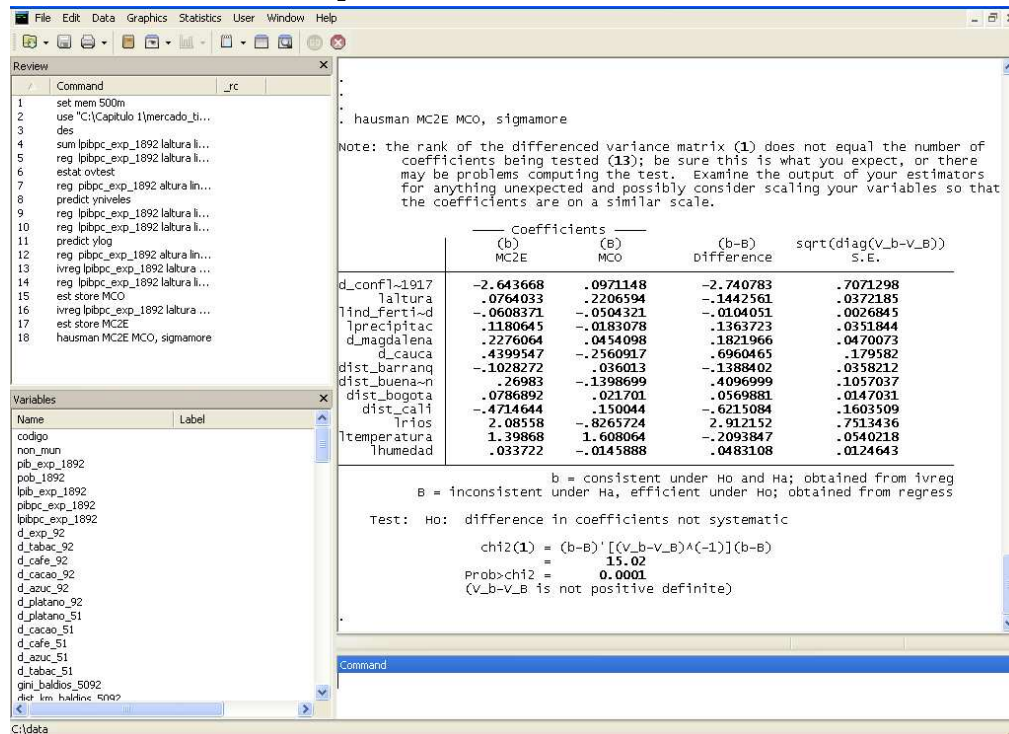 File Edit Data Graphics Statistics User Window Help
Review
Command _rc
1 set mem 500m
2 use "C:\Capitulo 1\mercado_ti...
3 des
4 sum lpibpc_exp_1892 laltura li...
5 reg lpibpc_exp_1892 laltura li...
6 estat ovtest
7 reg pibpc_exp_1892 altura lin...
8 predict yniveles
9 reg lpibpc_exp_1892 laltura li...
10 reg lpibpc_exp_1892 laltura li...
11 predict ylog
12 reg pibpc_exp_1892 altura lin...
13 ivreg lpibpc_exp_1892 laltura ...
14 reg lpibpc_exp_1892 laltura li...
15 est store MCO
16 ivreg lpibpc_exp_1892 laltura ...
17 est store MC2E
18 hausman MC2E MCO, sigmamore
Variables
Name Label
codigo
non_mun
pib_exp_1892
pob_1892
lpib_exp_1892
pibpc_exp_1892
lpibpc_exp_1892
d_exp_92
d_tabac_92
d_cafe_92
d_cacao_92
d_azuc_92
d_platano_92
d_platano_51
d_cacao_51
d_cafe_51
d_azuc_51
d_tabac_51
gini_baldios_5092
dist_km_baldios_5092
.
.
.
. hausman MC2E MCO, sigmamore
Note: the rank of the differenced variance matrix (1) does not equal the number of
coefficients being tested (13); be sure this is what you expect, or there
may be problems computing the test. Examine the output of your estimators
for anything unexpected and possibly consider scaling your variables so that
the coefficients are on a similar scale.
Coefficients
(b) (B) (b-B) sqrt(diag(V_b-V_B))
MC2E MCO Difference S.E.
d_confl~1917 -2.643668 .0971148 -2.740783 .7071298
laltura .0764033 .2206594 -.1442561 .0372185
lind_ferti~d -.0608371 -.0504321 -.0104051 .0026845
lprecipitac .1180645 -.0183078 .1363723 .0351844
d_magdalena .2276064 .0454098 .1821966 .0470073
d_cauca .4399547 -.2560917 .6960465 .179582
dist_barranq -.1028272 .036013 -.1388402 .0358212
dist_buena~n .26983 -.1398699 .4096999 .1057037
dist_bogota .0786892 .021701 .0569881 .0147031
dist_cali -.4714644 .150044 -.6215084 .1603509
lrios 2.08558 -.8265724 2.912152 .7513436
ltemperatura 1.39868 1.608064 -.2093847 .0540218
lhumedad .033722 -.0145888 .0483108 .0124643
b = consistent under Ho and Ha; obtained from ivreg
B = inconsistent under Ha, efficient under Ho; obtained from regress
Test: Ho: difference in coefficients not systematic
chi2(1) = (b-B)'[(V_b-V_B)^(-1)](b-B)
= 15.02
Prob>chi2 = 0.0001
(V_b-V_B is not positive definite)
.
Command
C:\data